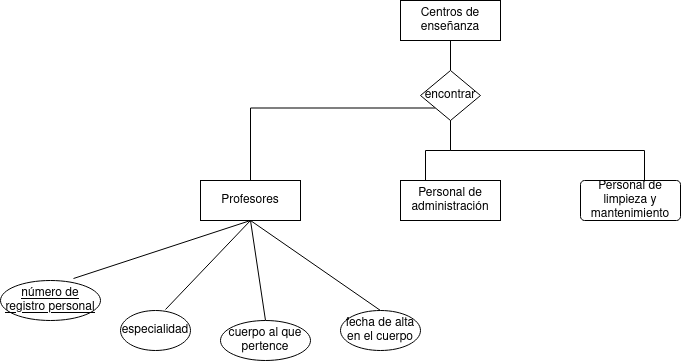 Centros de
enseñanza
encontrar
Profesores
Personal de
administración
Personal de
limpieza y
mantenimiento
número de
registro personal
especialidad
cuerpo al que
pertence
fecha de alta
en el cuerpo